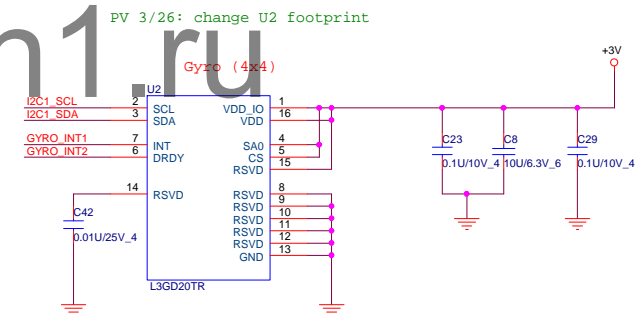 PV 3/26: change U2 footprint
n1.ru
Gyro (4x4)
+3V
U2
I2C1_SCL 2 SCL VDD_IO 1
I2C1_SDA 3 SDA VDD 16
GYRO_INT1 7 INT SA0 4
GYRO_INT2 6 DRDY CS 5
RSVD 15
14 RSVD RSVD 8
RSVD 9
RSVD 10
RSVD 11
RSVD 12
GND 13
L3GD20TR
C42
0.01U/25V_4
C23
0.1U/10V_4
C8
10U/6.3V_6
C29
0.1U/10V_4